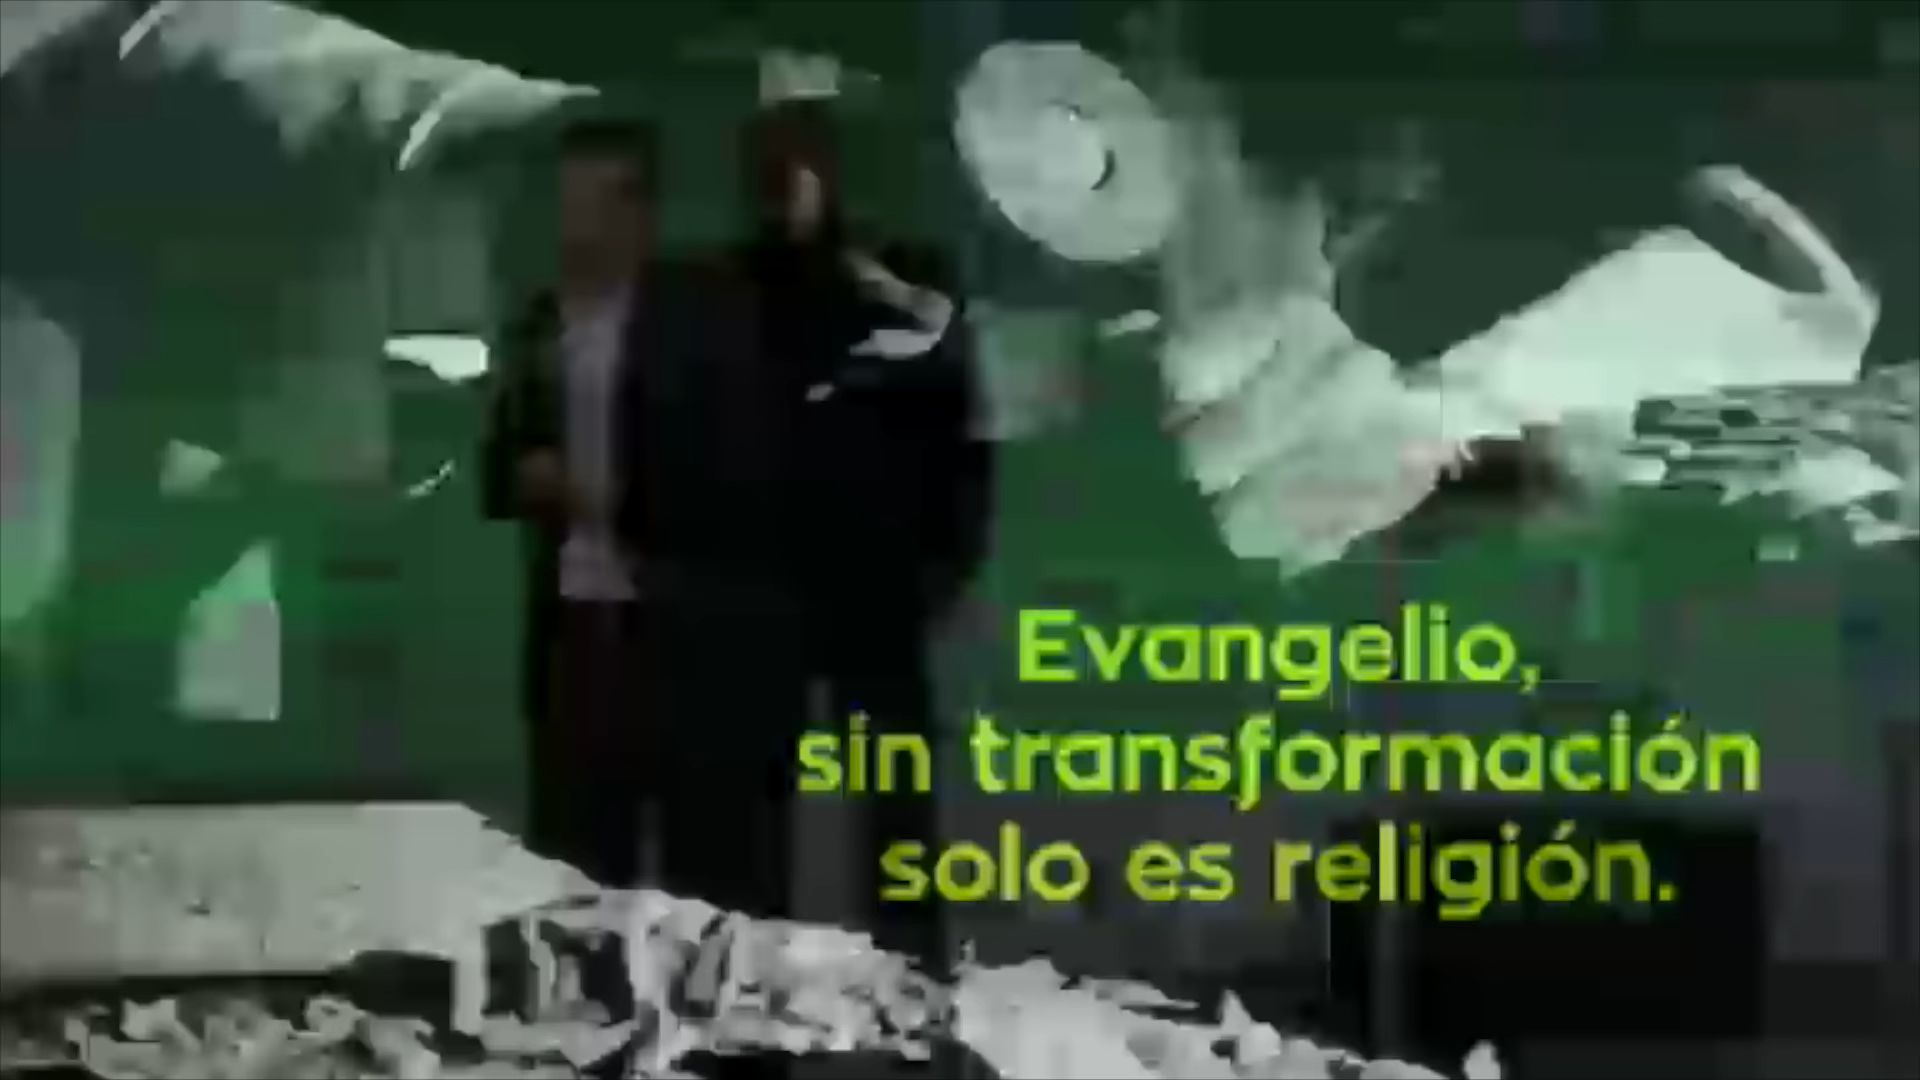 Evangelio,
sin transformación
solo es religión.